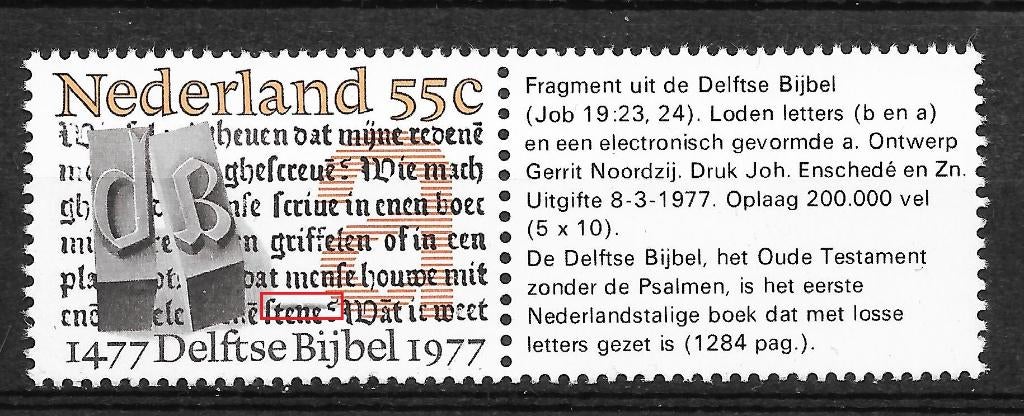 Nederland 55c
gheuen dat mijne redenē
ghescreuē? Wie mach
se scriue in enen boec
griffelen of in een
pla dat mense houwe mit
stene? Wāt ic weet
1477 Delftse Bijbel 1977
Fragment uit de Delftse Bijbel
(Job 19:23, 24). Loden letters (b en a)
en een electronisch gevormde a. Ontwerp
Gerrit Noordzij. Druk Joh. Enschedé en Zn.
Uitgifte 8-3-1977. Oplaag 200.000 vel
(5 x 10).
De Delftse Bijbel, het Oude Testament
zonder de Psalmen, is het eerste
Nederlandstalige boek dat met losse
letters gezet is (1284 pag.).